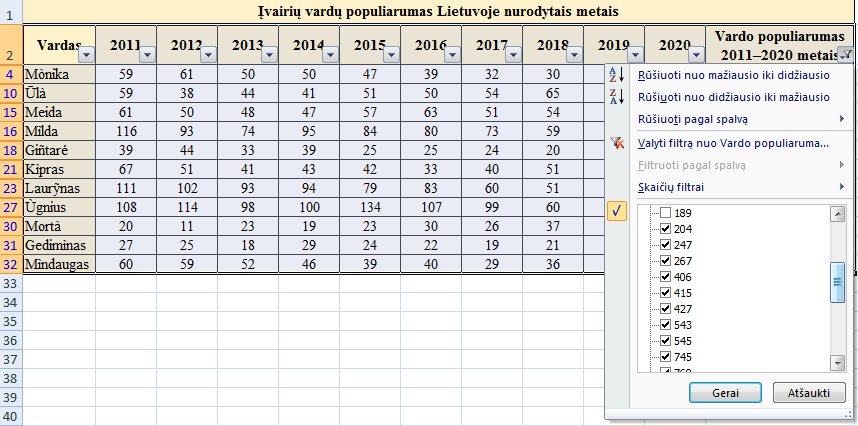 1 Įvairių vardų populiarumas Lietuvoje nurodytais metais
2 Vardas 2011 2012 2013 2014 2015 2016 2017 2018 2019 2020 Vardo populiarumas 2011–2020 metais
4 Mònika 59 61 50 50 47 39 32 30
10 Ūlà 59 38 44 41 51 50 54 65
15 Meida 61 50 48 47 57 63 51 54
16 Milda 116 93 74 95 84 80 73 59
18 Giñtarė 39 44 33 39 25 25 24 20
21 Kipras 67 51 41 43 42 33 40 51
23 Laurỹnas 111 102 93 94 79 83 60 51
27 Ùgnius 108 114 98 100 134 107 99 60
30 Mortà 20 11 23 19 23 30 26 37
31 Gediminas 27 25 18 29 24 22 19 21
32 Mindaugas 60 59 52 46 39 40 29 36
33
34
35
36
37
38
39
40
Rūšiuoti nuo mažiausio iki didžiausio
Rūšiuoti nuo didžiausio iki mažiausio
Rūšiuoti pagal spalvą
Valyti filtrą nuo Vardo populiaruma...
Filtruoti pagal spalvą
Skaičių filtrai
189
204
247
267
406
415
427
543
545
745
Gerai Atšaukti